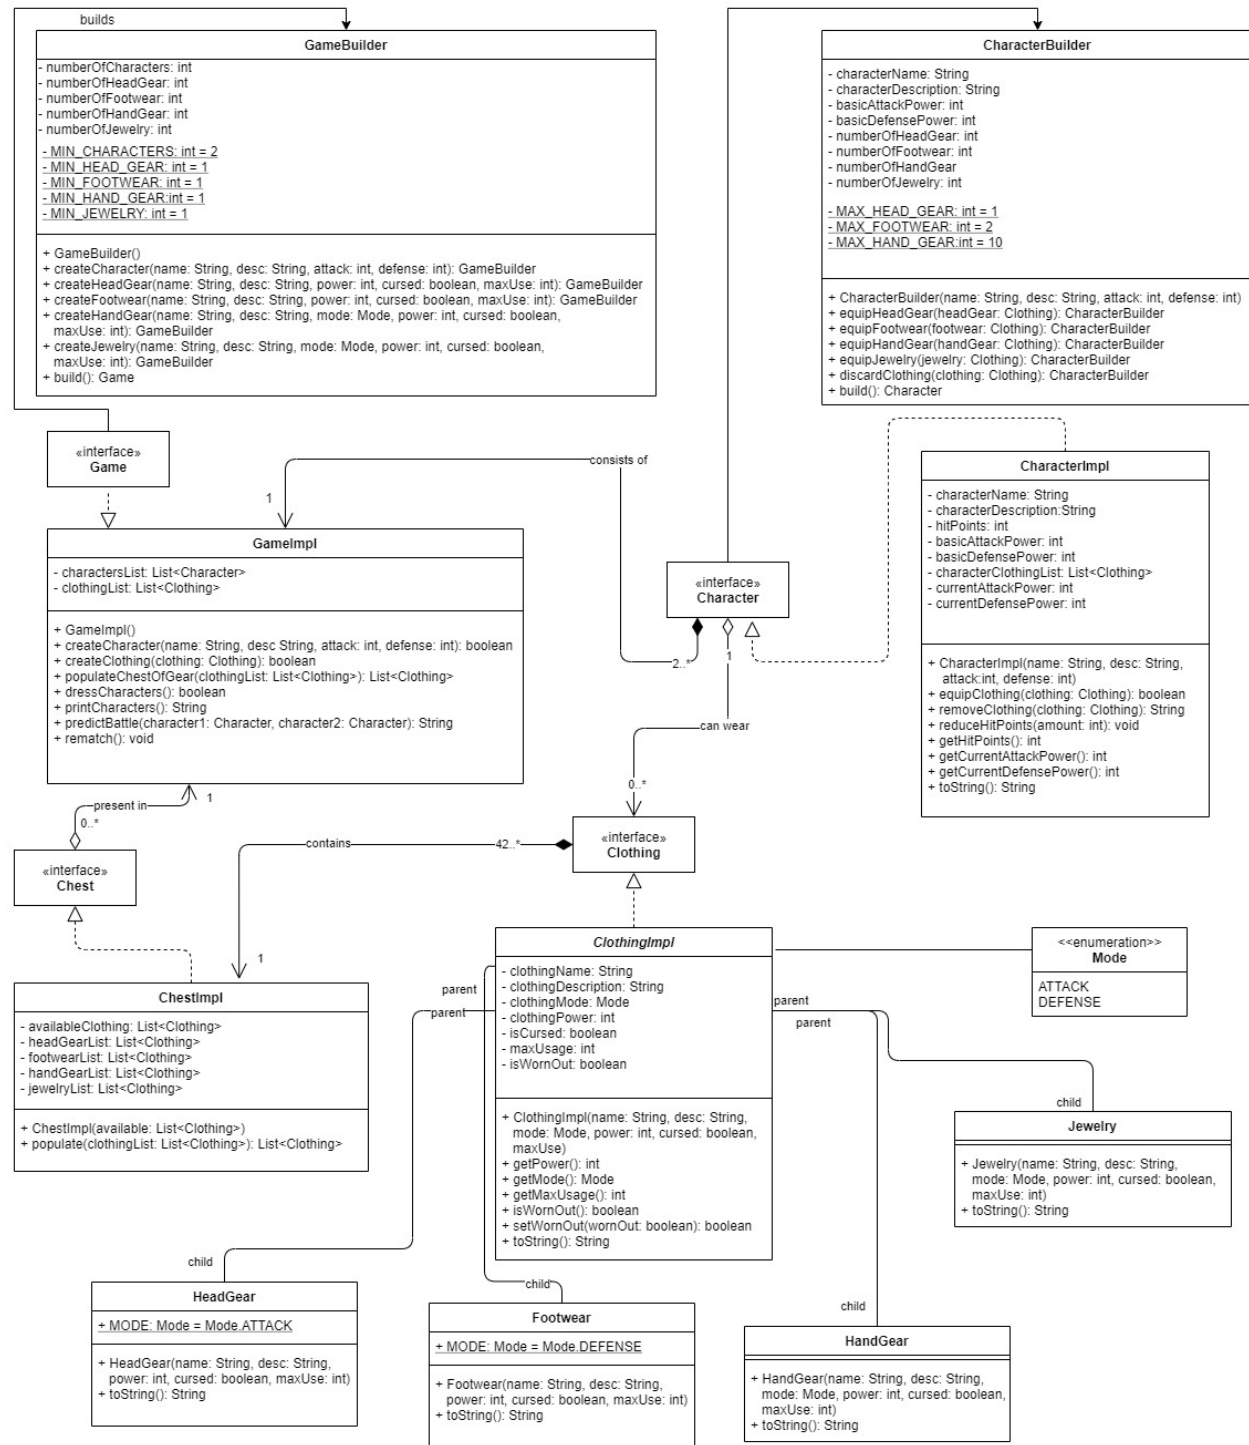 builds
GameBuilder
- numberOfCharacters: int
- numberOfHeadGear: int
- numberOfFootwear: int
- numberOfHandGear: int
- numberOfJewelry: int
- MIN_CHARACTERS: int = 2
- MIN_HEAD_GEAR: int = 1
- MIN_FOOTWEAR: int = 1
- MIN_HAND_GEAR:int = 1
- MIN_JEWELRY: int = 1
+ GameBuilder()
+ createCharacter(name: String, desc: String, attack: int, defense: int): GameBuilder
+ createHeadGear(name: String, desc: String, power: int, cursed: boolean, maxUse: int): GameBuilder
+ createFootwear(name: String, desc: String, power: int, cursed: boolean, maxUse: int): GameBuilder
+ createHandGear(name: String, desc: String, mode: Mode, power: int, cursed: boolean,
maxUse: int): GameBuilder
+ createJewelry(name: String, desc: String, mode: Mode, power: int, cursed: boolean,
maxUse: int): GameBuilder
+ build(): Game
CharacterBuilder
- characterName: String
- characterDescription: String
- basicAttackPower: int
- basicDefensePower: int
- numberOfHeadGear: int
- numberOfFootwear: int
- numberOfHandGear
- numberOfJewelry: int
- MAX_HEAD_GEAR: int = 1
- MAX_FOOTWEAR: int = 2
- MAX_HAND_GEAR:int = 10
+ CharacterBuilder(name: String, desc: String, attack: int, defense: int)
+ equipHeadGear(headGear: Clothing): CharacterBuilder
+ equipFootwear(footwear: Clothing): CharacterBuilder
+ equipHandGear(handGear: Clothing): CharacterBuilder
+ equipJewelry(jewelry: Clothing): CharacterBuilder
+ discardClothing(clothing: Clothing): CharacterBuilder
+ build(): Character
«interface»
Game
consists of
1
GameImpl
- charactersList: List<Character>
- clothingList: List<Clothing>
+ GameImpl()
+ createCharacter(name: String, desc String, attack: int, defense: int): boolean
+ createClothing(clothing: Clothing): boolean
+ populateChestOfGear(clothingList: List<Clothing>): List<Clothing>
+ dressCharacters(): boolean
+ printCharacters(): String
+ predictBattle(character1: Character, character2: Character): String
+ rematch(): void
«interface»
Character
2..*
1
can wear
0..*
CharacterImpl
- characterName: String
- characterDescription:String
- hitPoints: int
- basicAttackPower: int
- basicDefensePower: int
- characterClothingList: List<Clothing>
- currentAttackPower: int
- currentDefensePower: int
+ CharacterImpl(name: String, desc: String,
attack:int, defense: int)
+ equipClothing(clothing: Clothing): boolean
+ removeClothing(clothing: Clothing): String
+ reduceHitPoints(amount: int): void
+ getHitPoints(): int
+ getCurrentAttackPower(): int
+ getCurrentDefensePower(): int
+ toString(): String
present in
1
0..*
«interface»
Chest
contains
42..*
«interface»
Clothing
1
ChestImpl
- availableClothing: List<Clothing>
- headGearList: List<Clothing>
- footwearList: List<Clothing>
- handGearList: List<Clothing>
- jewelryList: List<Clothing>
+ ChestImpl(available: List<Clothing>)
+ populate(clothingList: List<Clothing>): List<Clothing>
ClothingImpl
- clothingName: String
- clothingDescription: String
- clothingMode: Mode
- clothingPower: int
- isCursed: boolean
- maxUsage: int
- isWornOut: boolean
+ ClothingImpl(name: String, desc: String,
mode: Mode, power: int, cursed: boolean,
maxUse)
+ getPower(): int
+ getMode(): Mode
+ getMaxUsage(): int
+ isWornOut(): boolean
+ setWornOut(wornOut: boolean): boolean
+ toString(): String
<<enumeration>>
Mode
ATTACK
DEFENSE
parent
parent
parent
parent
child
Jewelry
+ Jewelry(name: String, desc: String,
mode: Mode, power: int, cursed: boolean,
maxUse: int)
+ toString(): String
child
HeadGear
+ MODE: Mode = Mode.ATTACK
+ HeadGear(name: String, desc: String,
power: int, cursed: boolean, maxUse: int)
+ toString(): String
child
Footwear
+ MODE: Mode = Mode.DEFENSE
+ Footwear(name: String, desc: String,
power: int, cursed: boolean, maxUse: int)
+ toString(): String
child
HandGear
+ HandGear(name: String, desc: String,
mode: Mode, power: int, cursed: boolean,
maxUse: int)
+ toString(): String